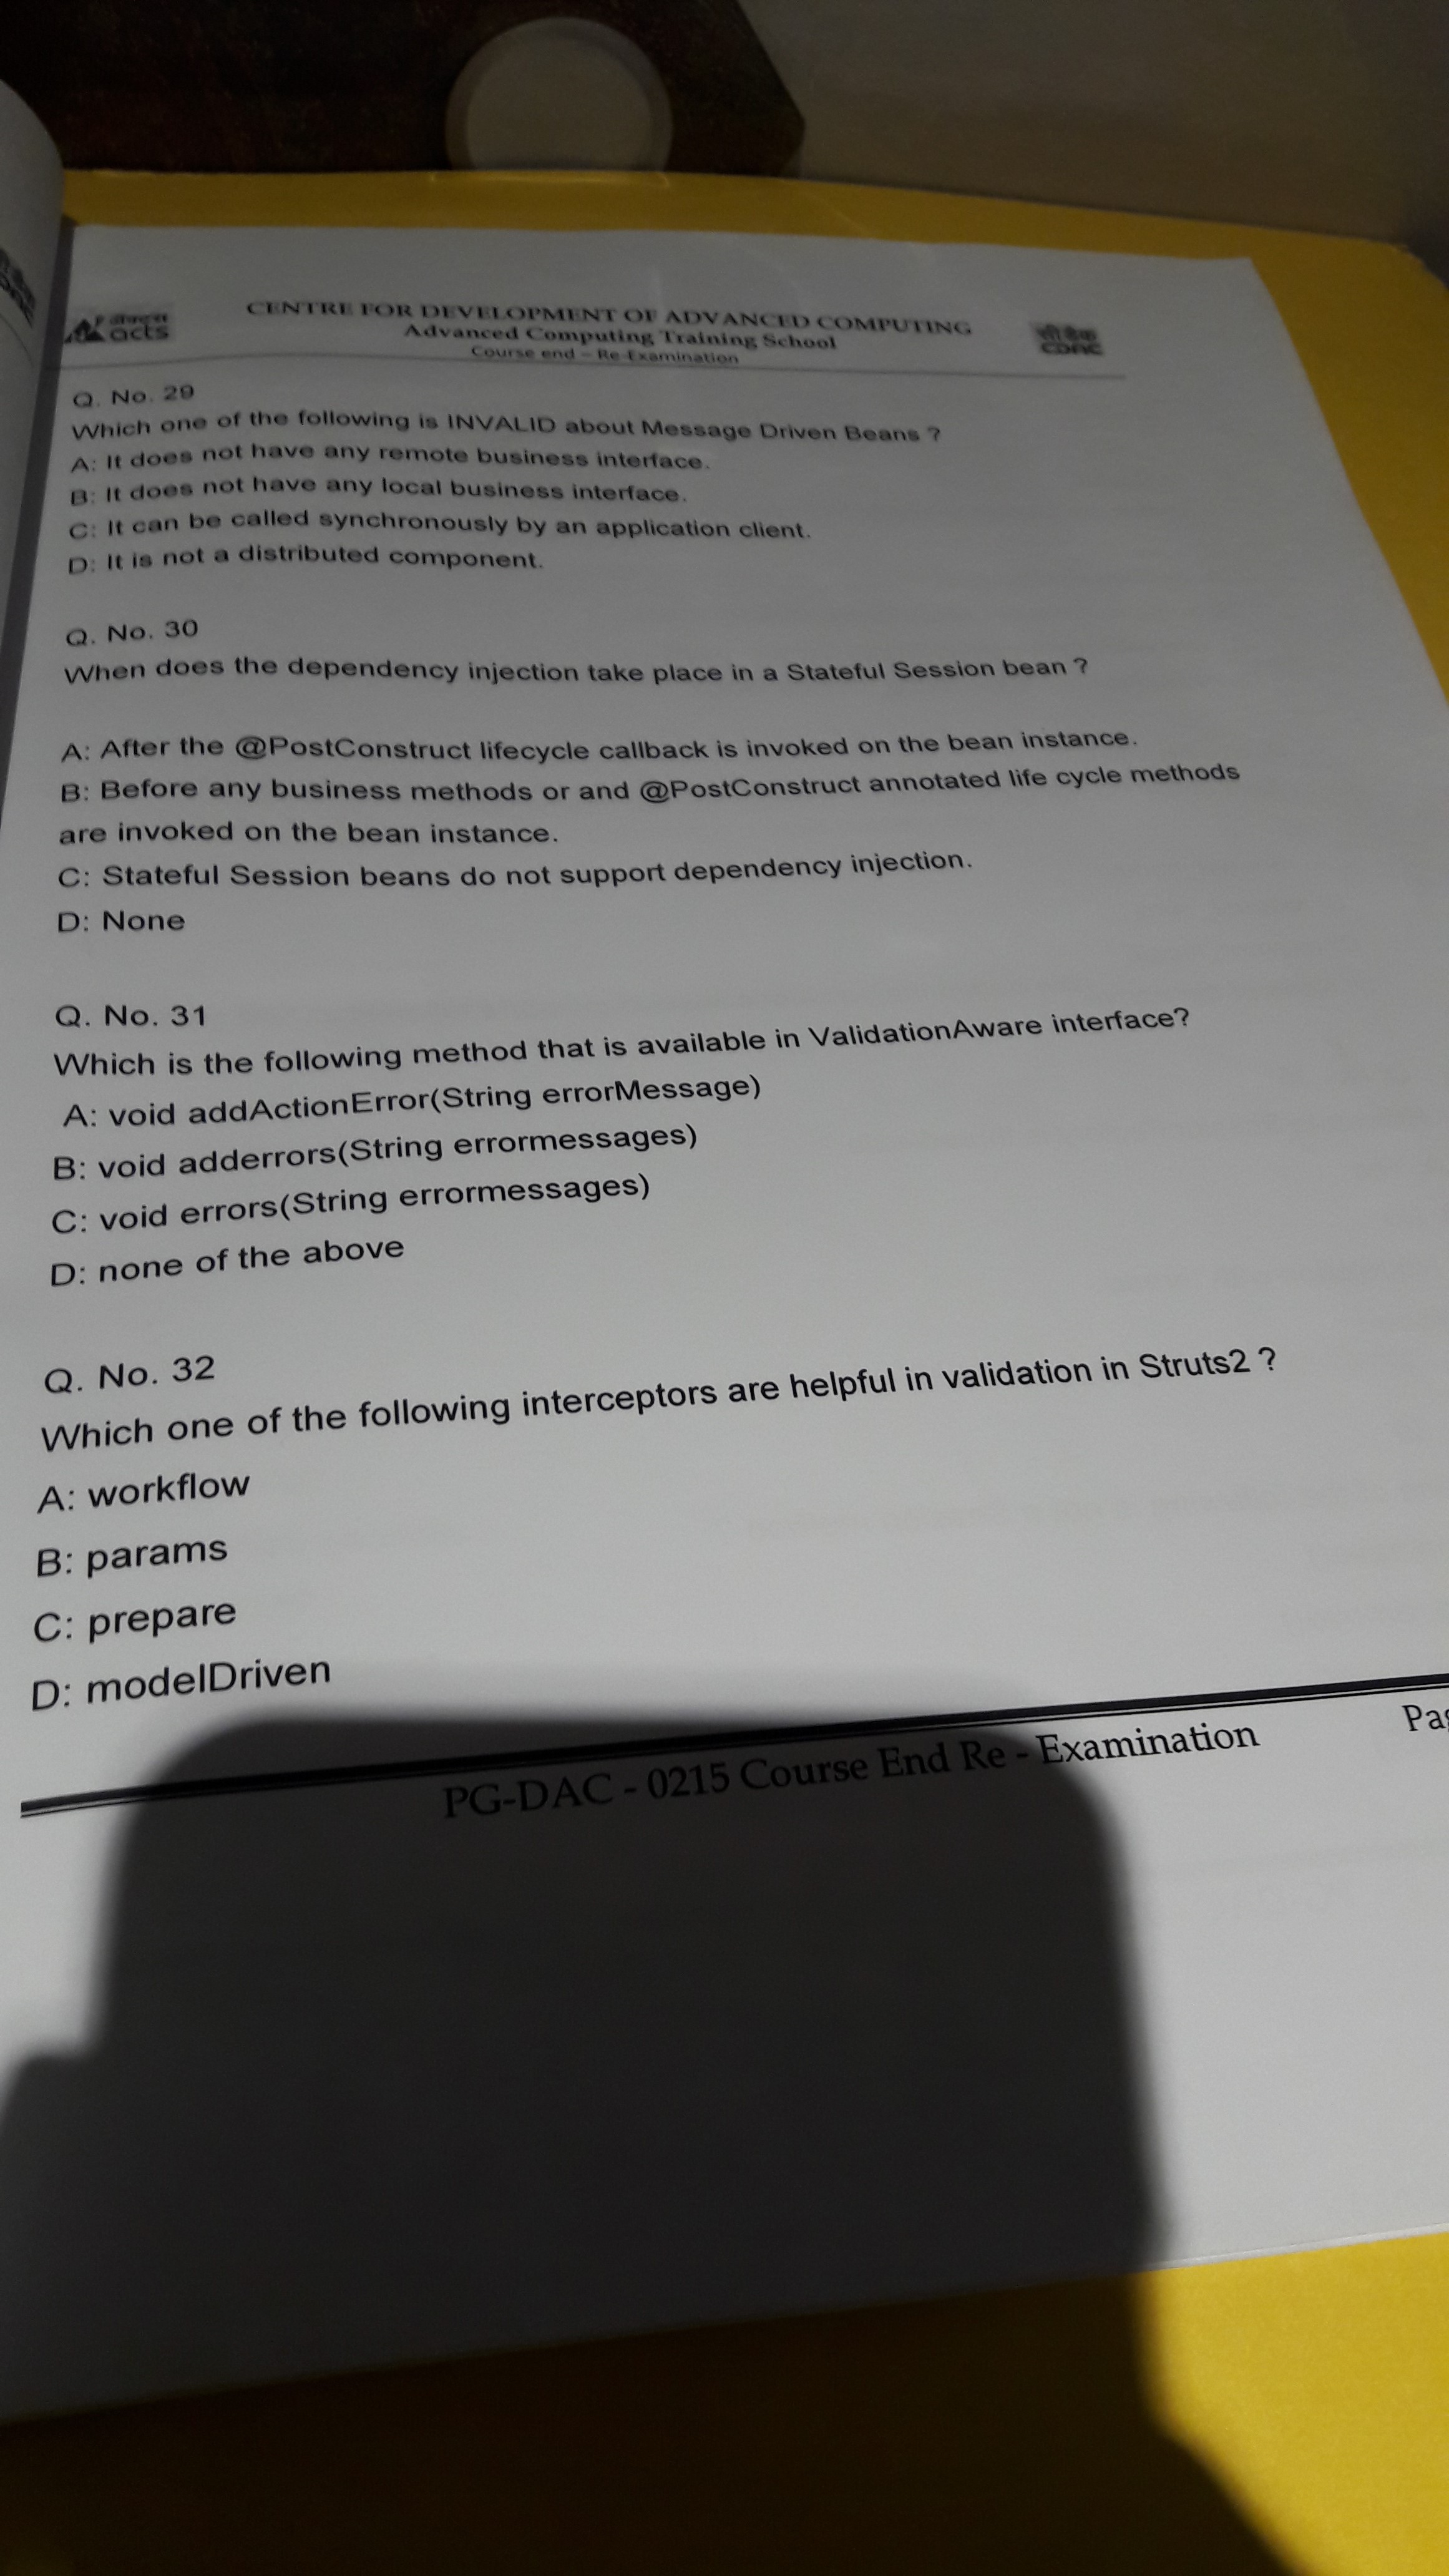 एक्ट्स
acts
CENTRE FOR DEVELOPMENT OF ADVANCED COMPUTING
Advanced Computing Training School
Course end – Re-Examination
सी डैक
CDAC
Q. No. 29
Which one of the following is INVALID about Message Driven Beans ?
A: It does not have any remote business interface.
B: It does not have any local business interface.
C: It can be called synchronously by an application client.
D: It is not a distributed component.
Q. No. 30
When does the dependency injection take place in a Stateful Session bean ?
A: After the @PostConstruct lifecycle callback is invoked on the bean instance.
B: Before any business methods or and @PostConstruct annotated life cycle methods
are invoked on the bean instance.
C: Stateful Session beans do not support dependency injection.
D: None
Q. No. 31
Which is the following method that is available in ValidationAware interface?
A: void addActionError(String errorMessage)
B: void adderrors(String errormessages)
C: void errors(String errormessages)
D: none of the above
Q. No. 32
Which one of the following interceptors are helpful in validation in Struts2 ?
A: workflow
B: params
C: prepare
D: modelDriven
PG-DAC - 0215 Course End Re - Examination